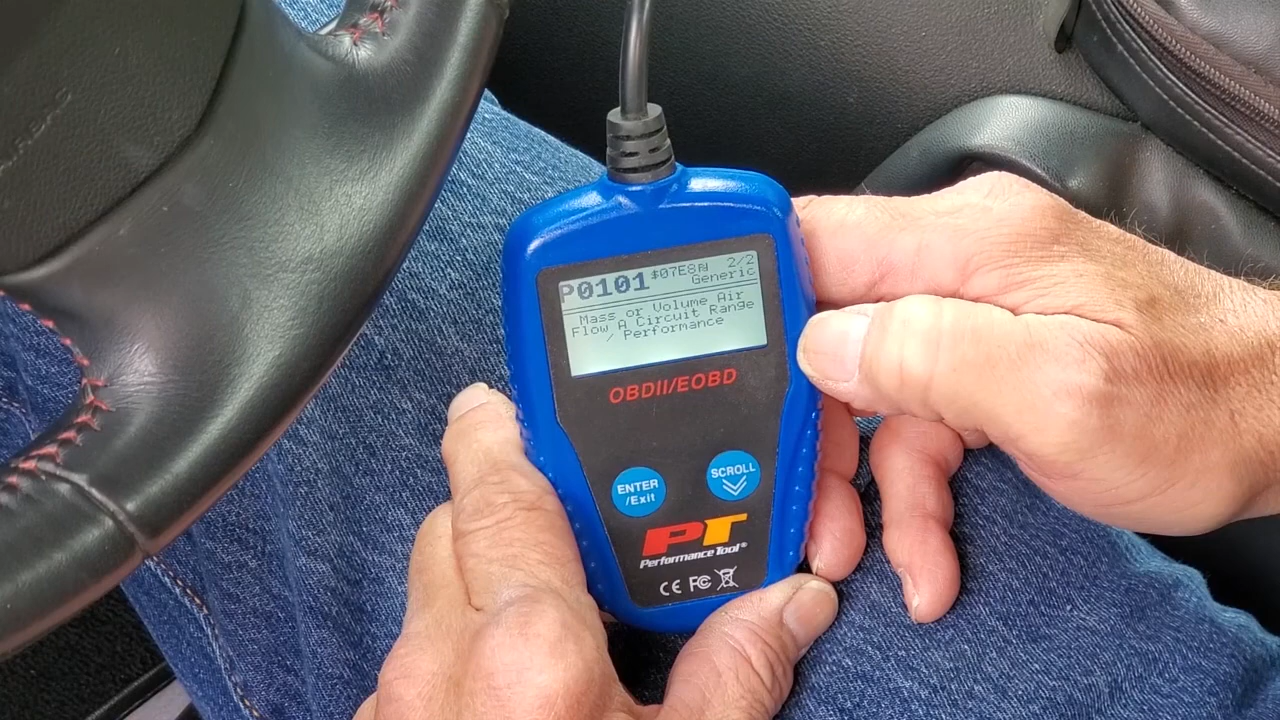 P0101 $07E8 2/2
Generic
Mass or Volume Air
Flow A Circuit Range
/ Performance
OBDII/EOBD
ENTER
/Exit
SCROLL
PT
Performance Tool®
CE FC